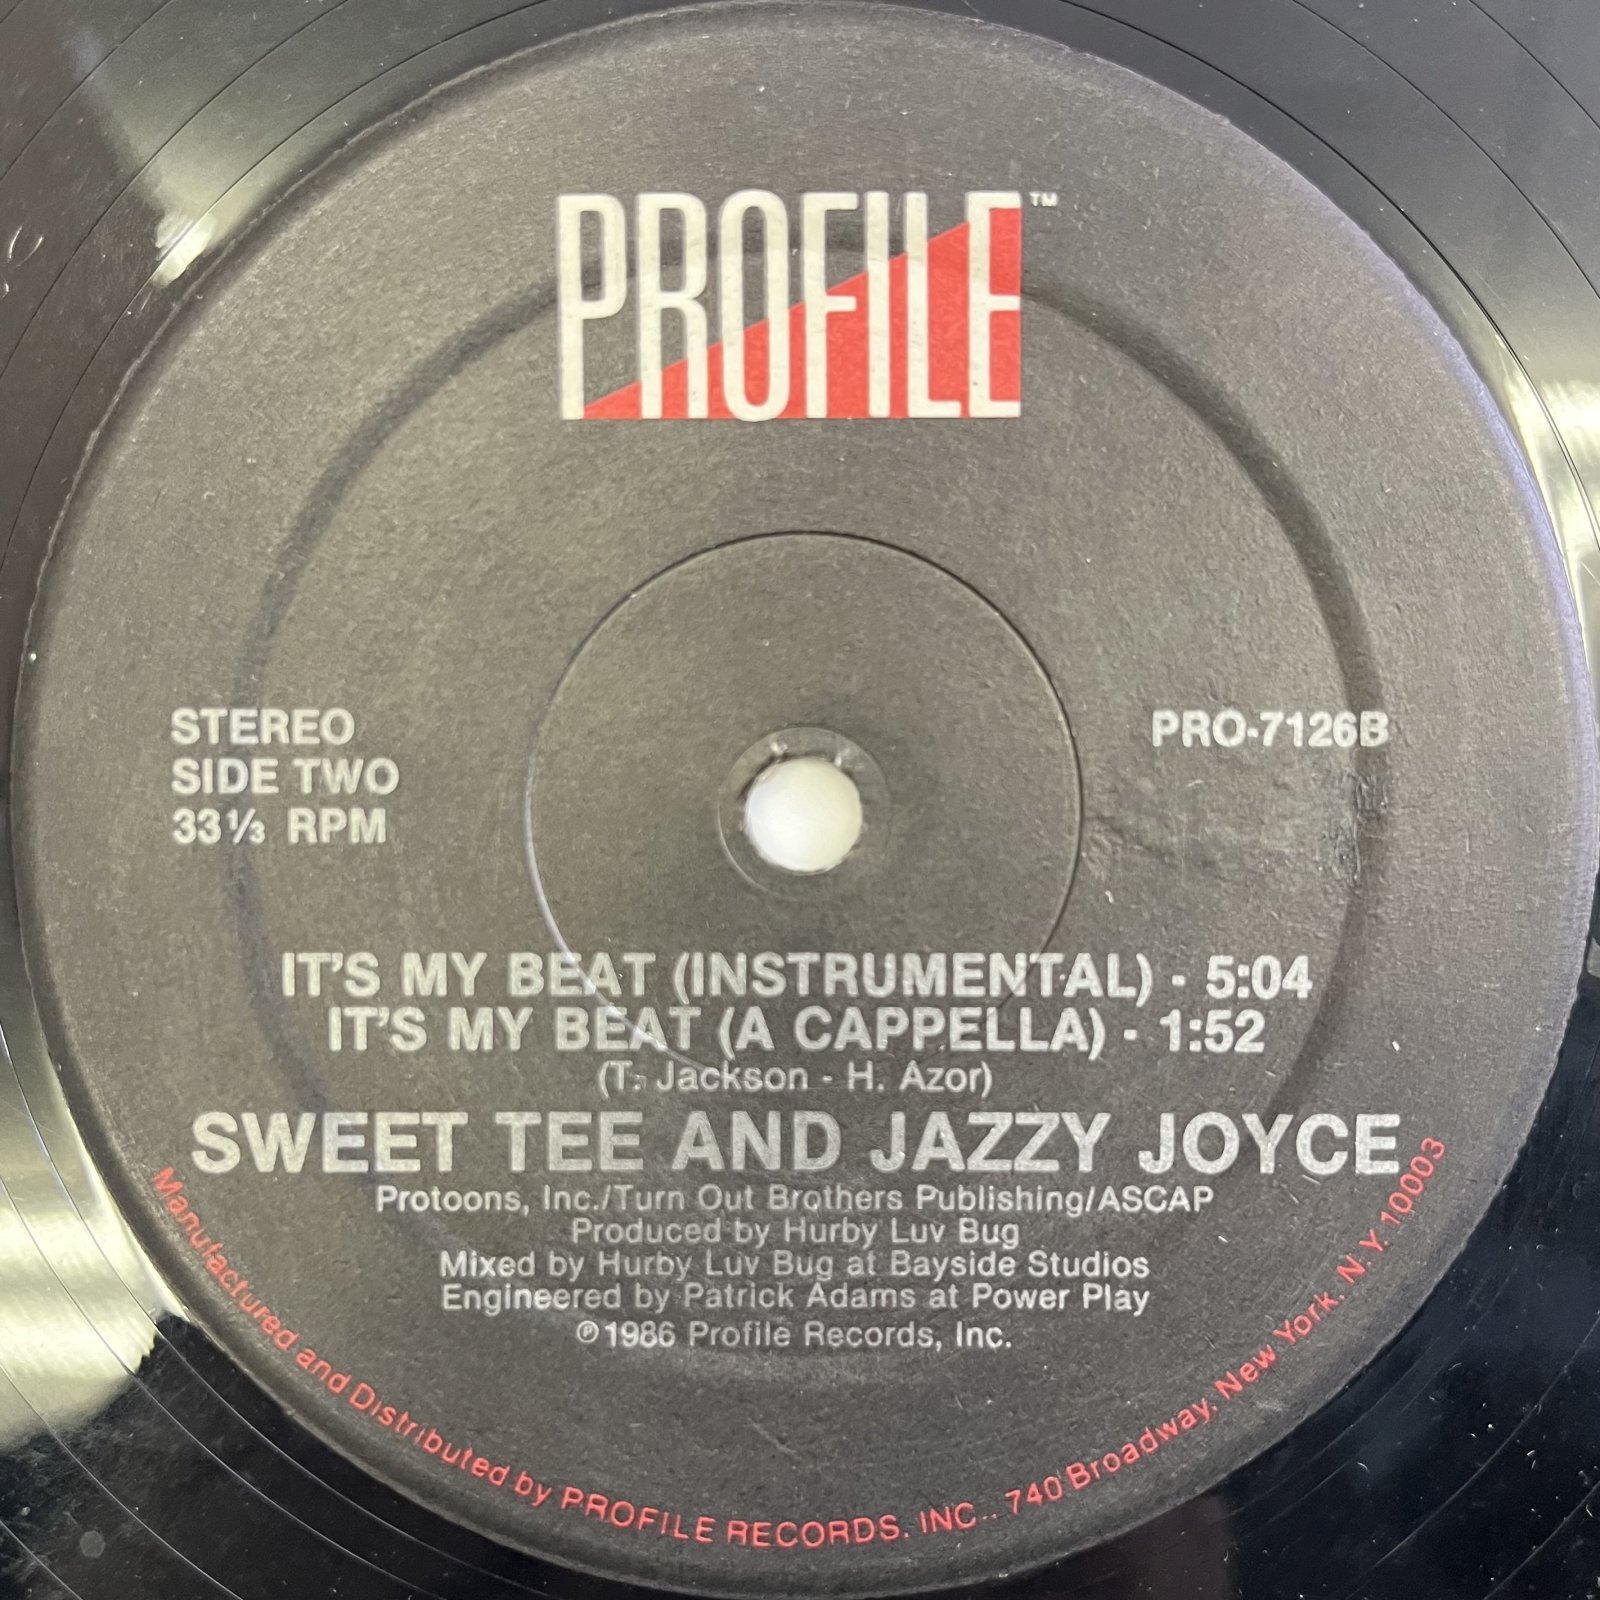 PROFILE™
STEREO
SIDE TWO
33⅓ RPM
PRO-7126B
IT'S MY BEAT (INSTRUMENTAL) - 5:04
IT'S MY BEAT (A CAPPELLA) - 1:52
(T. Jackson - H. Azor)
SWEET TEE AND JAZZY JOYCE
Protoons, Inc./Turn Out Brothers Publishing/ASCAP
Produced by Hurby Luv Bug
Mixed by Hurby Luv Bug at Bayside Studios
Engineered by Patrick Adams at Power Play
℗1986 Profile Records, Inc.
Manufactured and Distributed by PROFILE RECORDS, INC., 740 Broadway, New York, N.Y. 10003